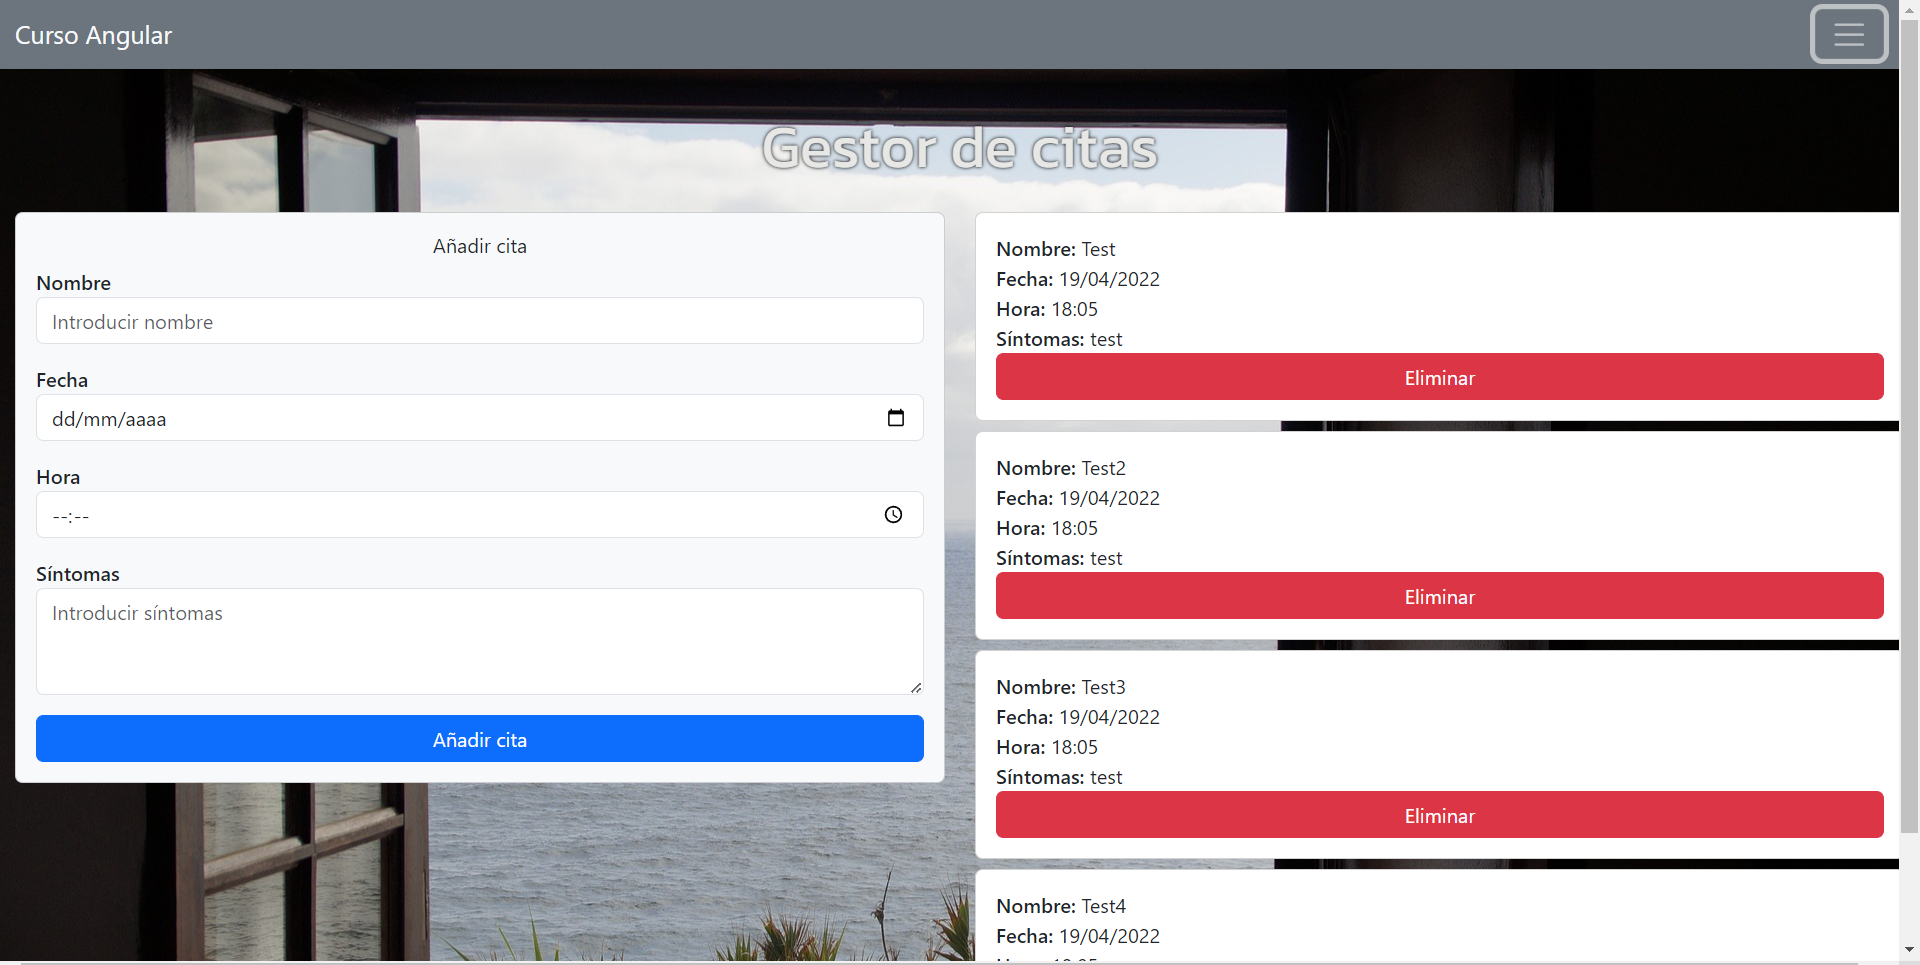 Curso Angular
Gestor de citas
Añadir cita
Nombre
Introducir nombre
Fecha
dd/mm/aaaa
Hora
--:--
Síntomas
Introducir síntomas
Añadir cita
Nombre: Test
Fecha: 19/04/2022
Hora: 18:05
Síntomas: test
Eliminar
Nombre: Test2
Fecha: 19/04/2022
Hora: 18:05
Síntomas: test
Eliminar
Nombre: Test3
Fecha: 19/04/2022
Hora: 18:05
Síntomas: test
Eliminar
Nombre: Test4
Fecha: 19/04/2022